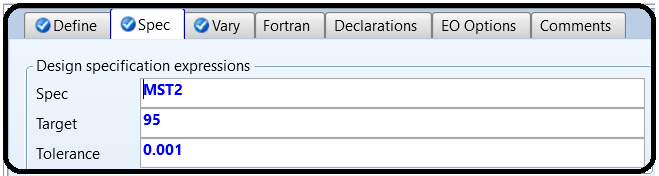 Define Spec Vary Fortran Declarations EO Options Comments
Design specification expressions
Spec MST2
Target 95
Tolerance 0.001